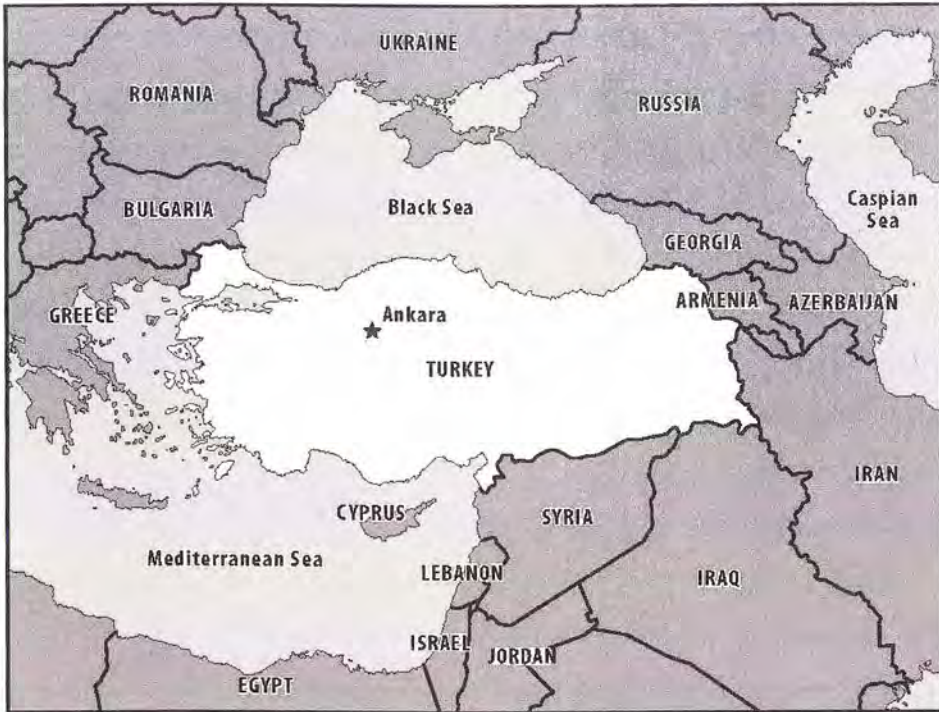 UKRAINE
ROMANIA
RUSSIA
BULGARIA
Black Sea
Caspian
Sea
GEORGIA
GREECE
Ankara
ARMENIA
AZERBAIJAN
TURKEY
IRAN
CYPRUS
SYRIA
Mediterranean Sea
LEBANON
IRAQ
ISRAEL
JORDAN
EGYPT